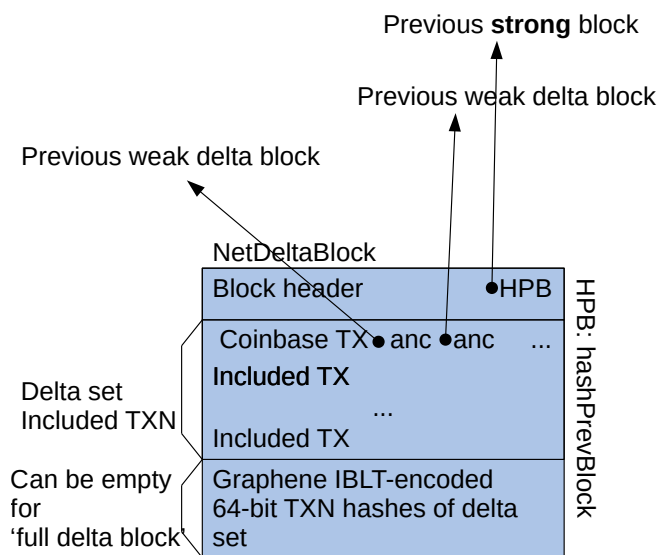 Previous strong block
Previous weak delta block
Previous weak delta block
NetDeltaBlock
Block header
HPB
HPB: hashPrevBlock
Coinbase TX anc anc ...
Included TX
...
Included TX
Delta set
Included TXN
Can be empty
for
‘full delta block’
Graphene IBLT-encoded
64-bit TXN hashes of delta
set